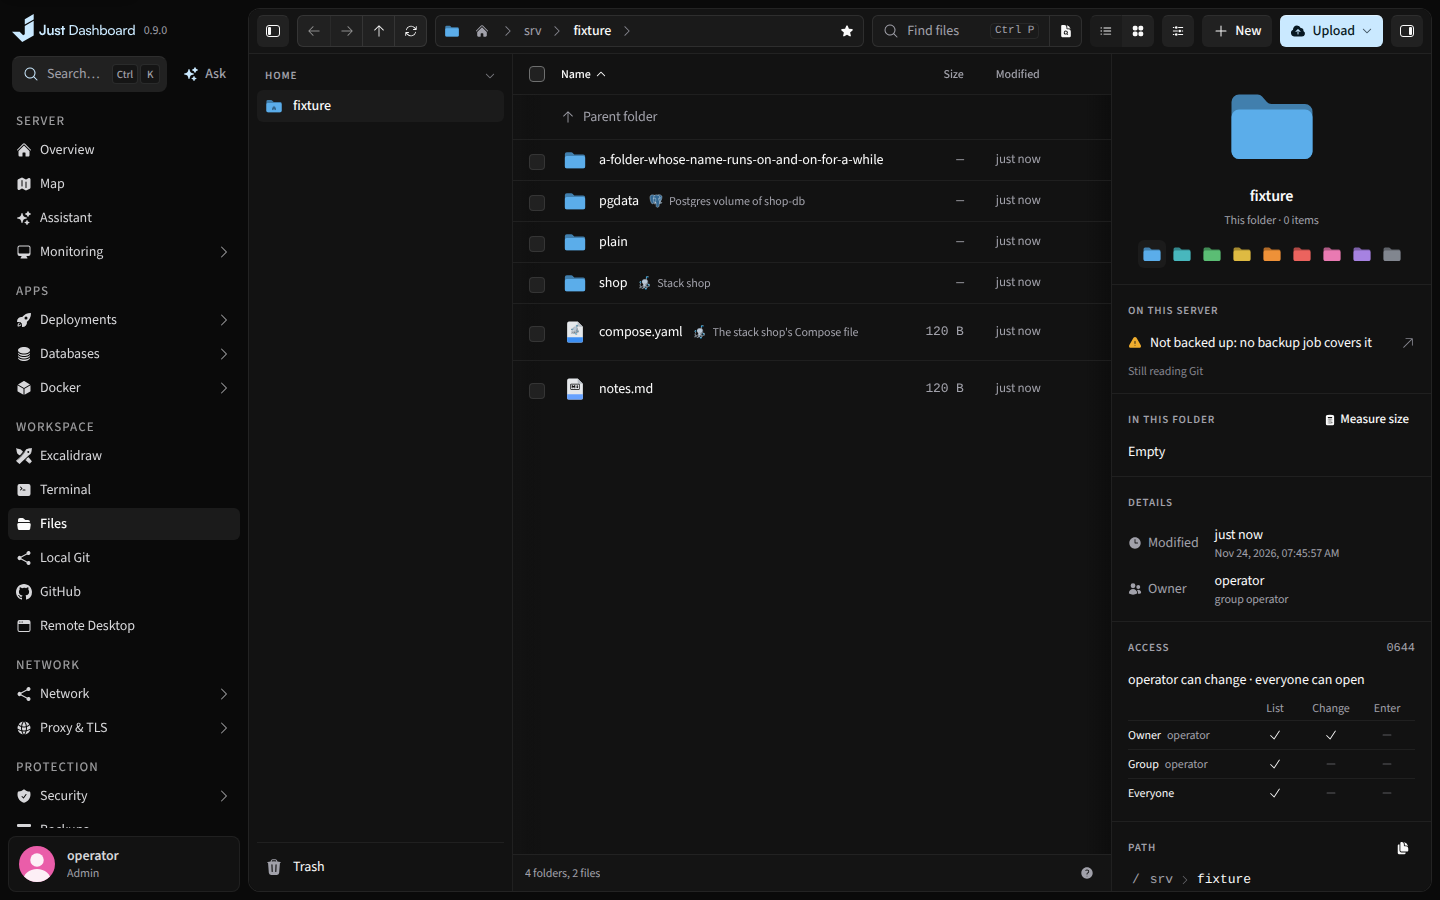 Just Dashboard 0.9.0
Search... Ctrl K Ask
SERVER
Overview
Map
Assistant
Monitoring
APPS
Deployments
Databases
Docker
WORKSPACE
Excalidraw
Terminal
Files
Local Git
GitHub
Remote Desktop
NETWORK
Network
Proxy & TLS
PROTECTION
Security
Backups
operator
Admin
srv fixture
Find files Ctrl P
New
Upload
HOME
fixture
Trash
Name Size Modified
Parent folder
a-folder-whose-name-runs-on-and-on-for-a-while — just now
pgdata Postgres volume of shop-db — just now
plain — just now
shop Stack shop — just now
compose.yaml The stack shop's Compose file 120 B just now
notes.md 120 B just now
4 folders, 2 files
fixture
This folder · 0 items
ON THIS SERVER
Not backed up: no backup job covers it
Still reading Git
IN THIS FOLDER Measure size
Empty
DETAILS
Modified just now
Nov 24, 2026, 07:45:57 AM
Owner operator
group operator
ACCESS 0644
operator can change · everyone can open
List Change Enter
Owner operator
Group operator
Everyone
PATH
/ srv > fixture